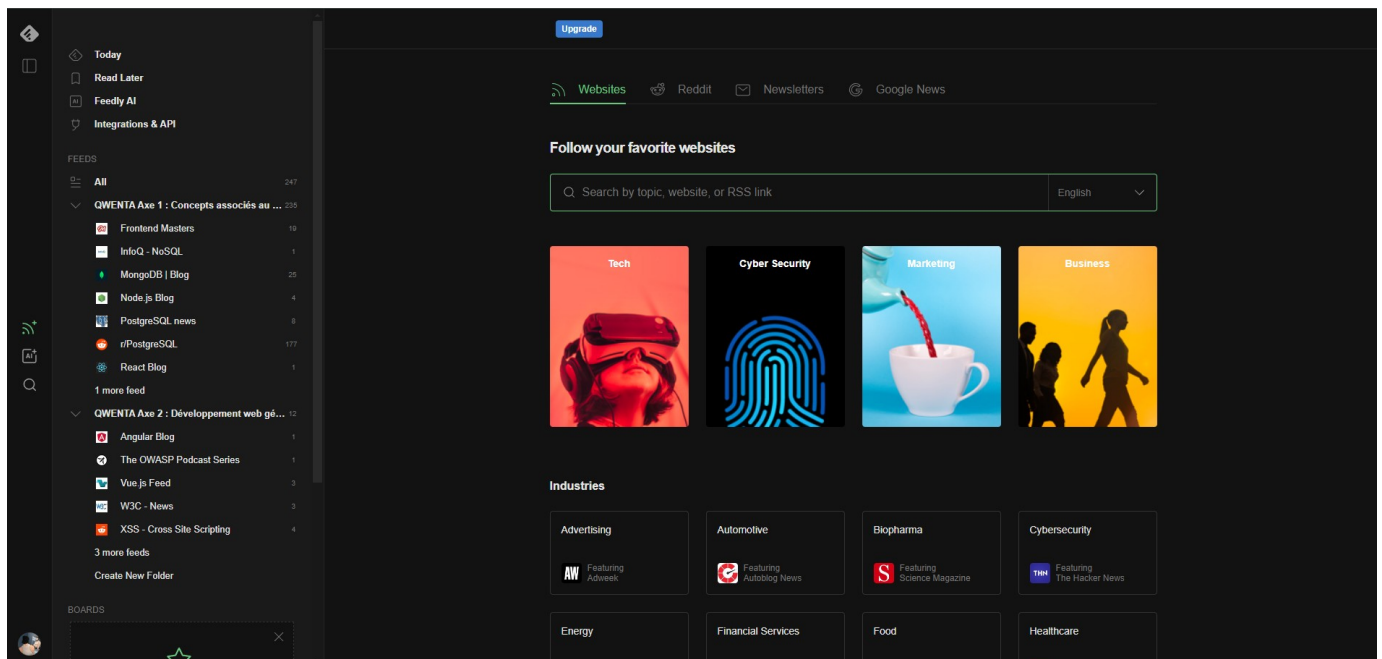 Upgrade
Today
Read Later
AI
Feedly AI
Integrations & API
FEEDS
All 247
QWENTA Axe 1 : Concepts associés au ... 235
Frontend Masters 19
InfoQ - NoSQL 1
MongoDB | Blog 25
Node.js Blog 4
PostgreSQL news 8
r/PostgreSQL 177
React Blog 1
1 more feed
QWENTA Axe 2 : Développement web gé... 12
Angular Blog 1
The OWASP Podcast Series 1
Vue.js Feed 3
W3C - News 3
XSS - Cross Site Scripting 4
3 more feeds
Create New Folder
BOARDS
AI
Websites Reddit Newsletters Google News
Follow your favorite websites
Search by topic, website, or RSS link English
Tech Cyber Security Marketing Business
Industries
Advertising
AW Featuring
Adweek
Automotive
Featuring
Autoblog News
Biopharma
S Featuring
Science Magazine
Cybersecurity
THN Featuring
The Hacker News
Energy Financial Services Food Healthcare